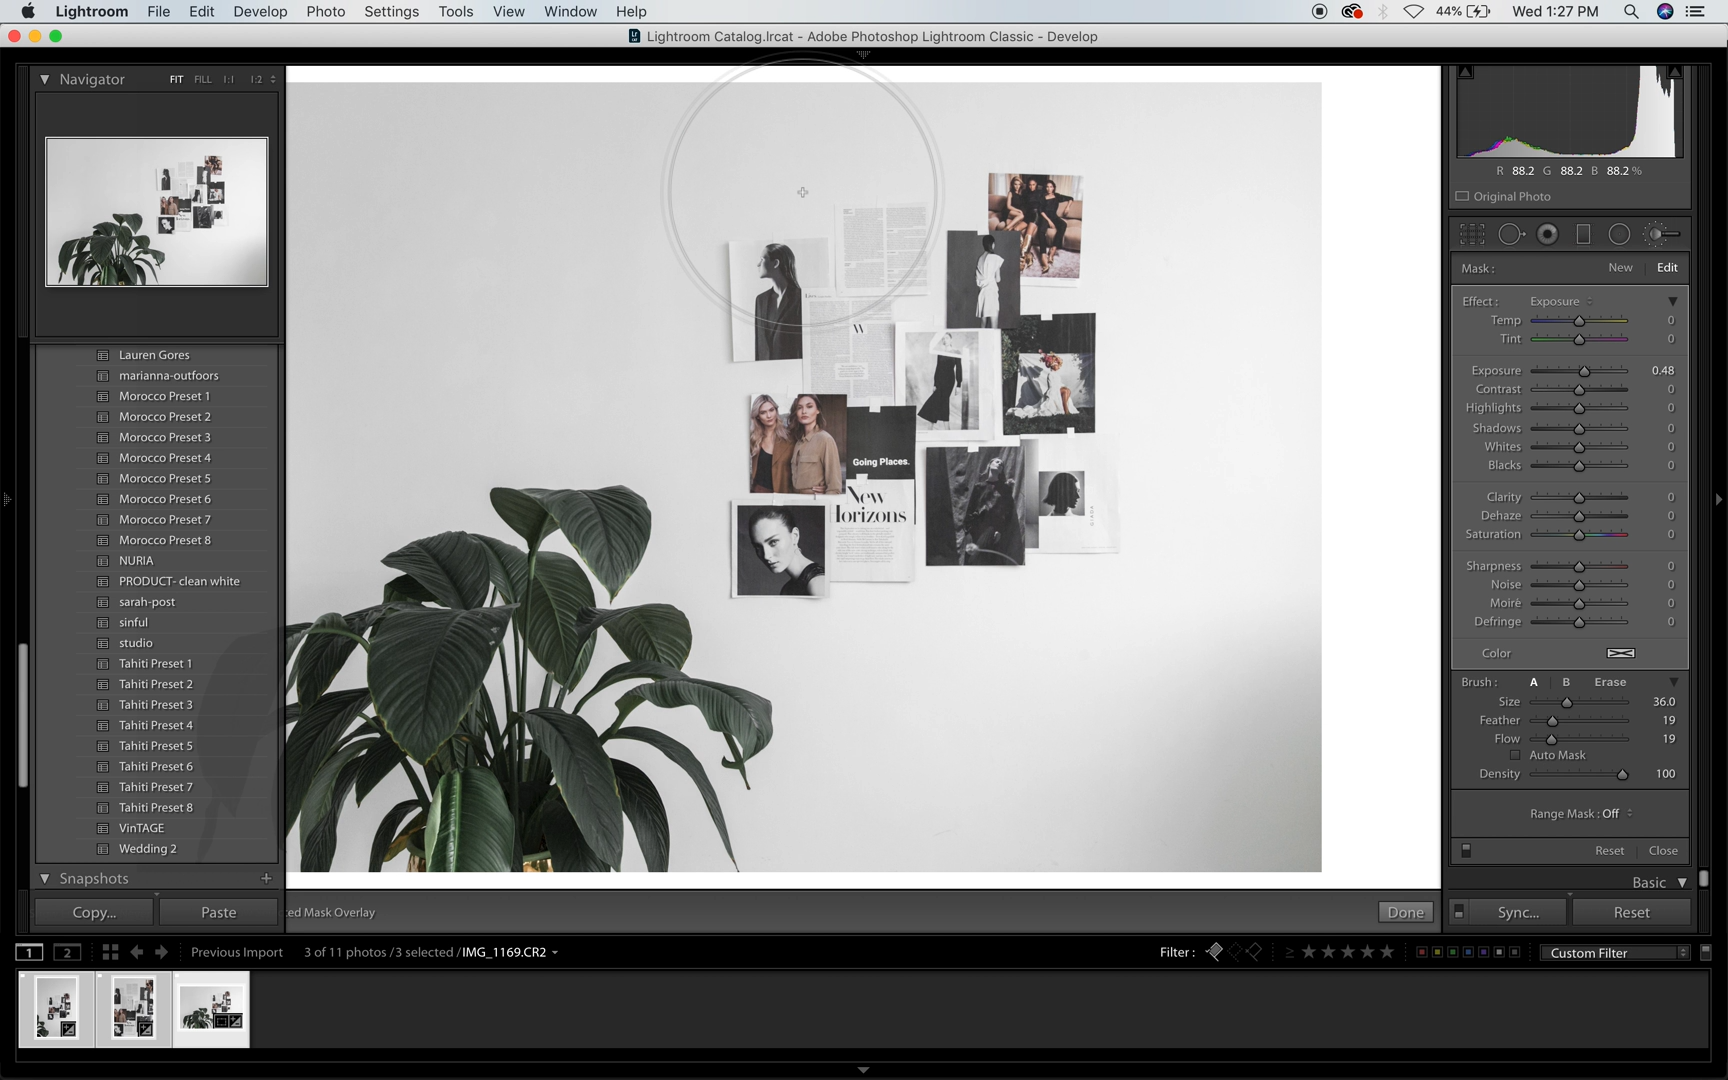 Lightroom File Edit Develop Photo Settings Tools View Window Help 44% Wed 1:27 PM
Lightroom Catalog.lrcat - Adobe Photoshop Lightroom Classic - Develop
Navigator FIT FILL 1:1 1:2
Lauren Gores
marianna-outfoors
Morocco Preset 1
Morocco Preset 2
Morocco Preset 3
Morocco Preset 4
Morocco Preset 5
Morocco Preset 6
Morocco Preset 7
Morocco Preset 8
NURIA
PRODUCT- clean white
sarah-post
sinful
studio
Tahiti Preset 1
Tahiti Preset 2
Tahiti Preset 3
Tahiti Preset 4
Tahiti Preset 5
Tahiti Preset 6
Tahiti Preset 7
Tahiti Preset 8
VinTAGE
Wedding 2
Snapshots +
Copy... Paste
W
Going Places.
New
Horizons
R 88.2 G 88.2 B 88.2 %
Original Photo
Mask : New Edit
Effect : Exposure
Temp 0
Tint 0
Exposure 0.48
Contrast 0
Highlights 0
Shadows 0
Whites 0
Blacks 0
Clarity 0
Dehaze 0
Saturation 0
Sharpness 0
Noise 0
Moiré 0
Defringe 0
Color
Brush : A B Erase
Size 36.0
Feather 19
Flow 19
Auto Mask
Density 100
Range Mask : Off
Reset Close
Basic
ed Mask Overlay Done
Sync... Reset
1 2 Previous Import 3 of 11 photos /3 selected /IMG_1169.CR2 Filter : ≥ Custom Filter